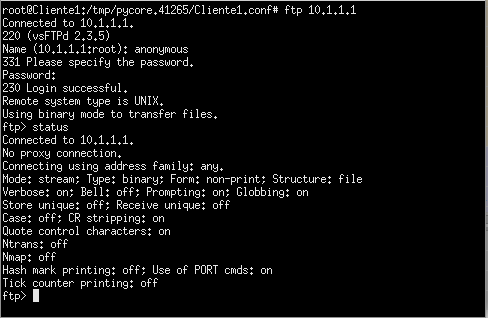 root@Cliente1:/tmp/pycore.41265/Cliente1.conf# ftp 10.1.1.1
Connected to 10.1.1.1.
220 (vsFTPd 2.3.5)
Name (10.1.1.1:root): anonymous
331 Please specify the password.
Password:
230 Login successful.
Remote system type is UNIX.
Using binary mode to transfer files.
ftp> status
Connected to 10.1.1.1.
No proxy connection.
Connecting using address family: any.
Mode: stream; Type: binary; Form: non-print; Structure: file
Verbose: on; Bell: off; Prompting: on; Globbing: on
Store unique: off; Receive unique: off
Case: off; CR stripping: on
Quote control characters: on
Ntrans: off
Nmap: off
Hash mark printing: off; Use of PORT cmds: on
Tick counter printing: off
ftp>